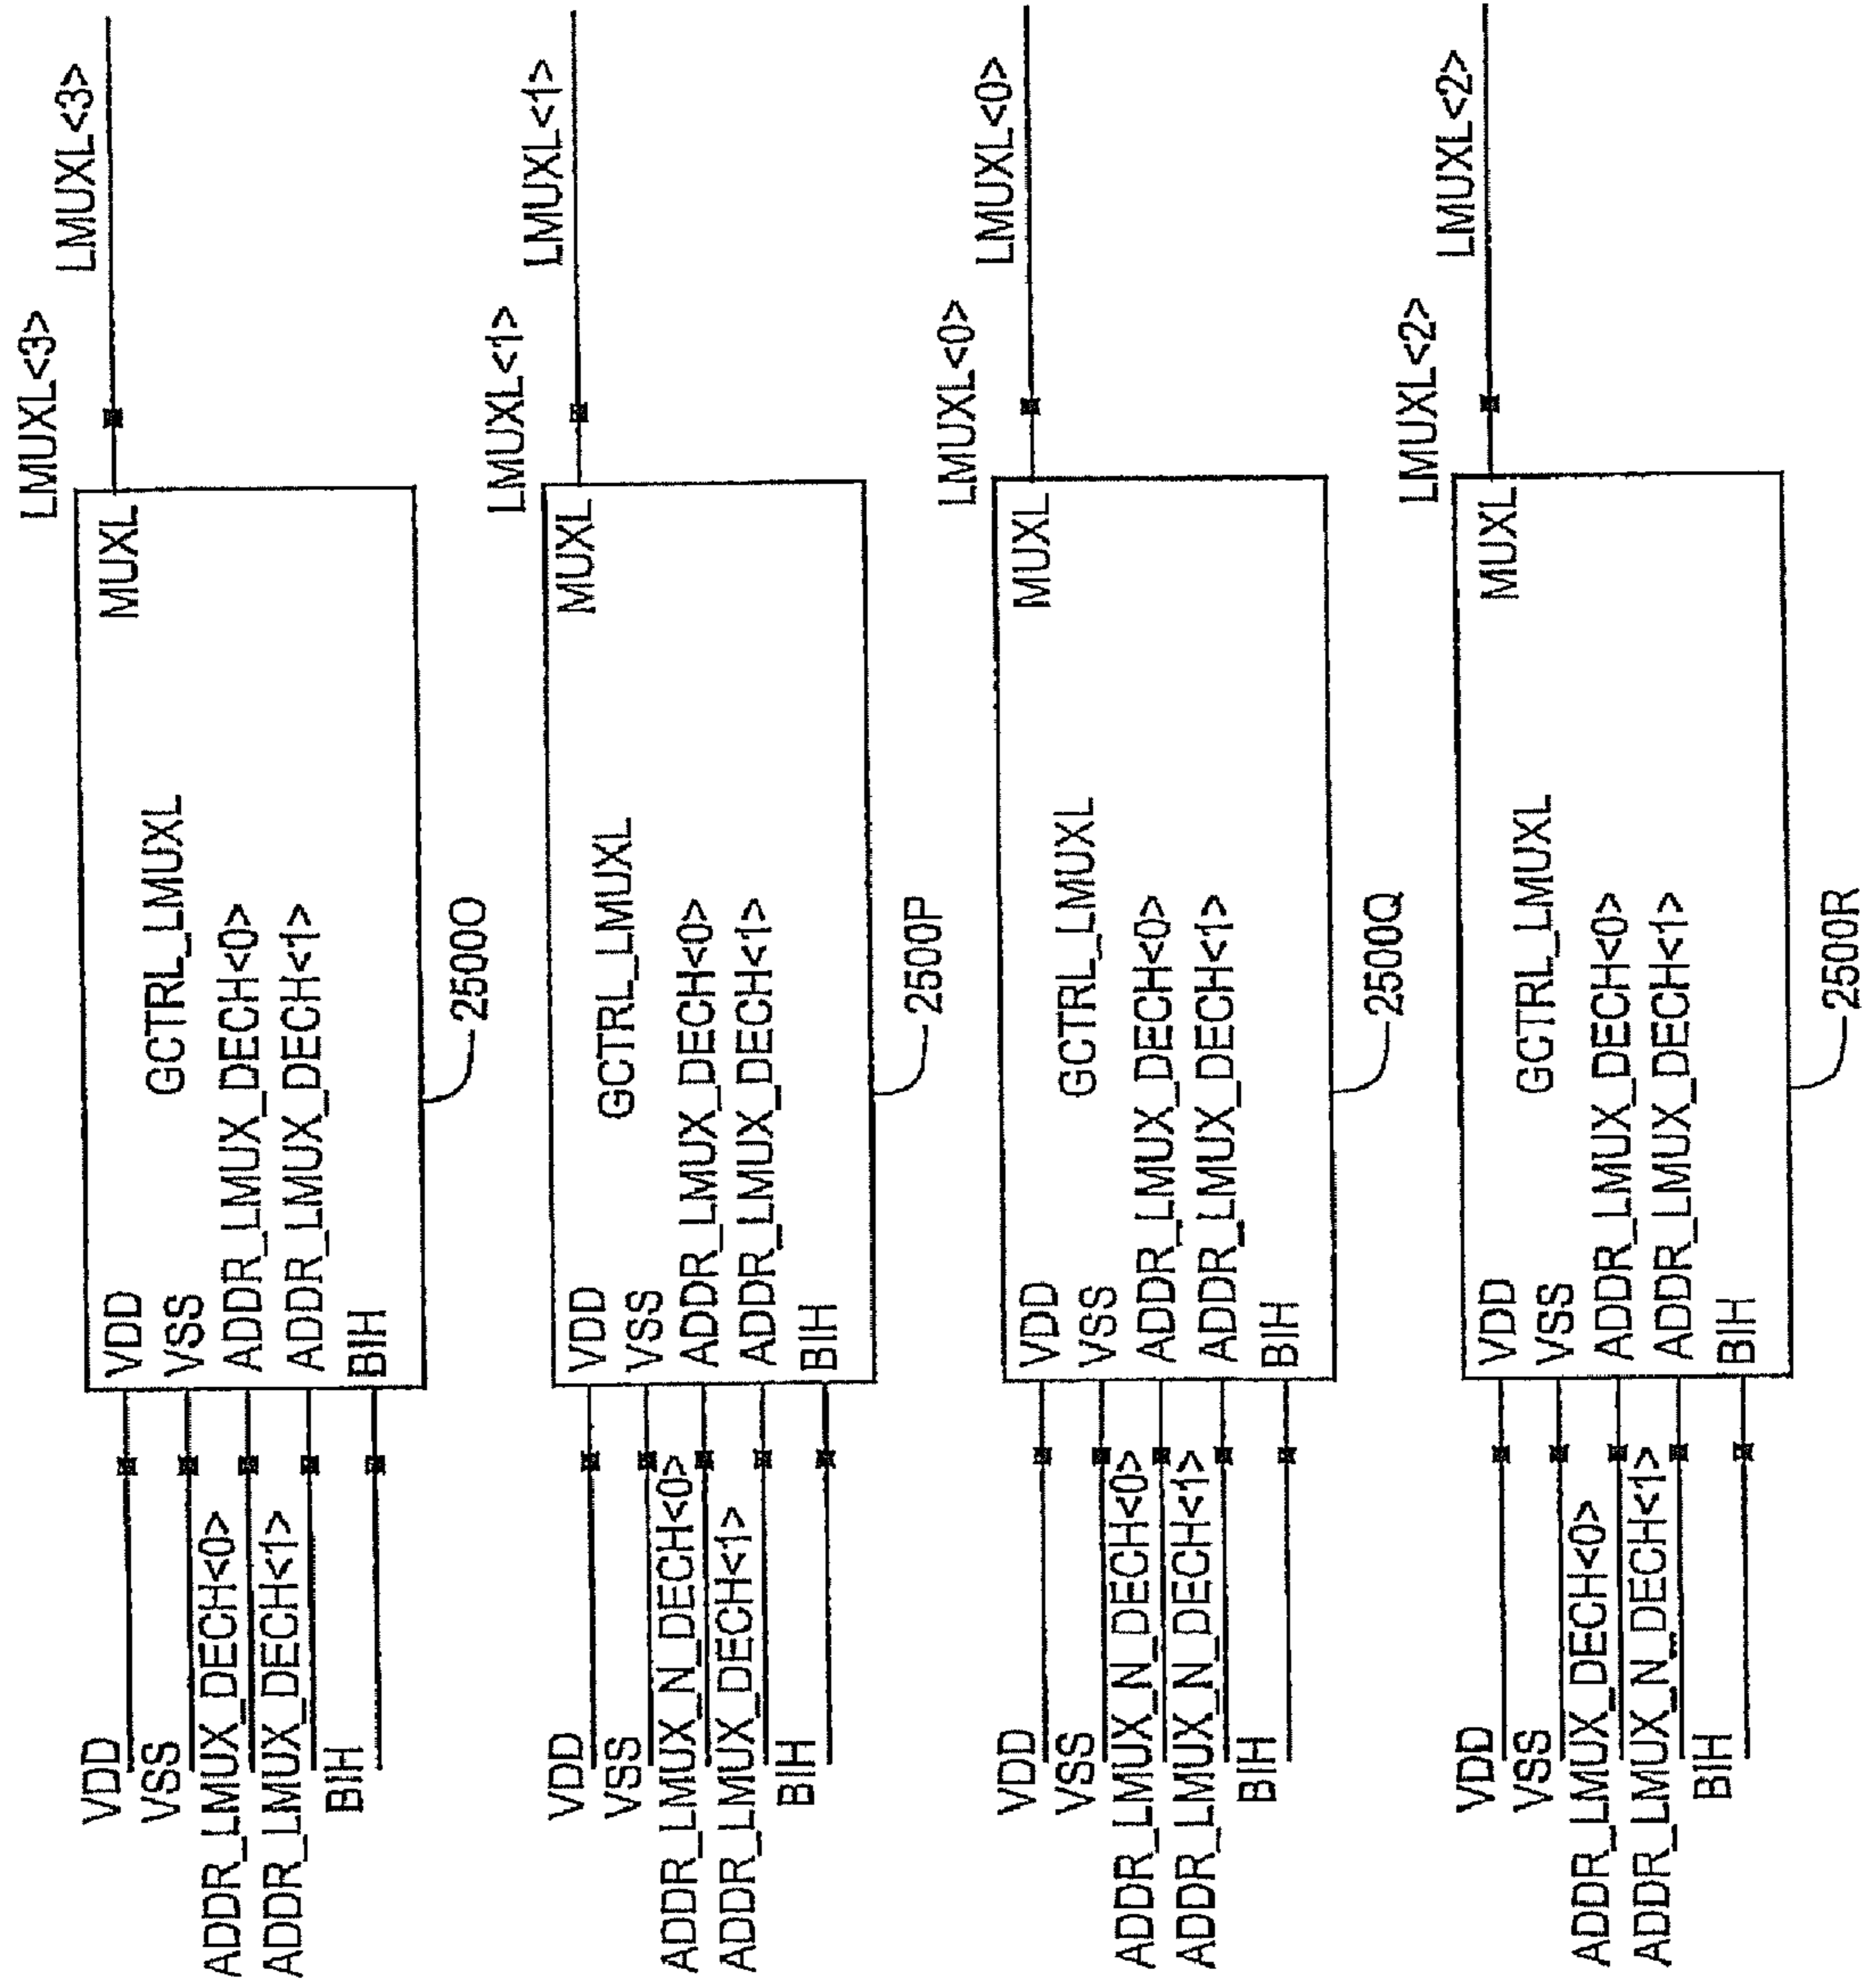 LMUXL<3>
LMUXL<3>
MUXL
GCTRL_LMUXL
VDD
VSS
ADDR_LMUX_DECH<0>
ADDR_LMUX_DECH<1>
BIH
VDD
VSS
ADDR_LMUX_DECH<0>
ADDR_LMUX_DECH<1>
BIH
2500O
LMUXL<1>
LMUXL<1>
MUXL
GCTRL_LMUXL
VDD
VSS
ADDR_LMUX_DECH<0>
ADDR_LMUX_DECH<1>
BIH
VDD
VSS
ADDR_LMUX_N_DECH<0>
ADDR_LMUX_DECH<1>
BIH
2500P
LMUXL<0>
LMUXL<0>
MUXL
GCTRL_LMUXL
VDD
VSS
ADDR_LMUX_DECH<0>
ADDR_LMUX_DECH<1>
BIH
VDD
VSS
ADDR_LMUX_N_DECH<0>
ADDR_LMUX_N_DECH<1>
BIH
2500Q
LMUXL<2>
LMUXL<2>
MUXL
GCTRL_LMUXL
VDD
VSS
ADDR_LMUX_DECH<0>
ADDR_LMUX_DECH<1>
BIH
VDD
VSS
ADDR_LMUX_DECH<0>
ADDR_LMUX_N_DECH<1>
BIH
2500R